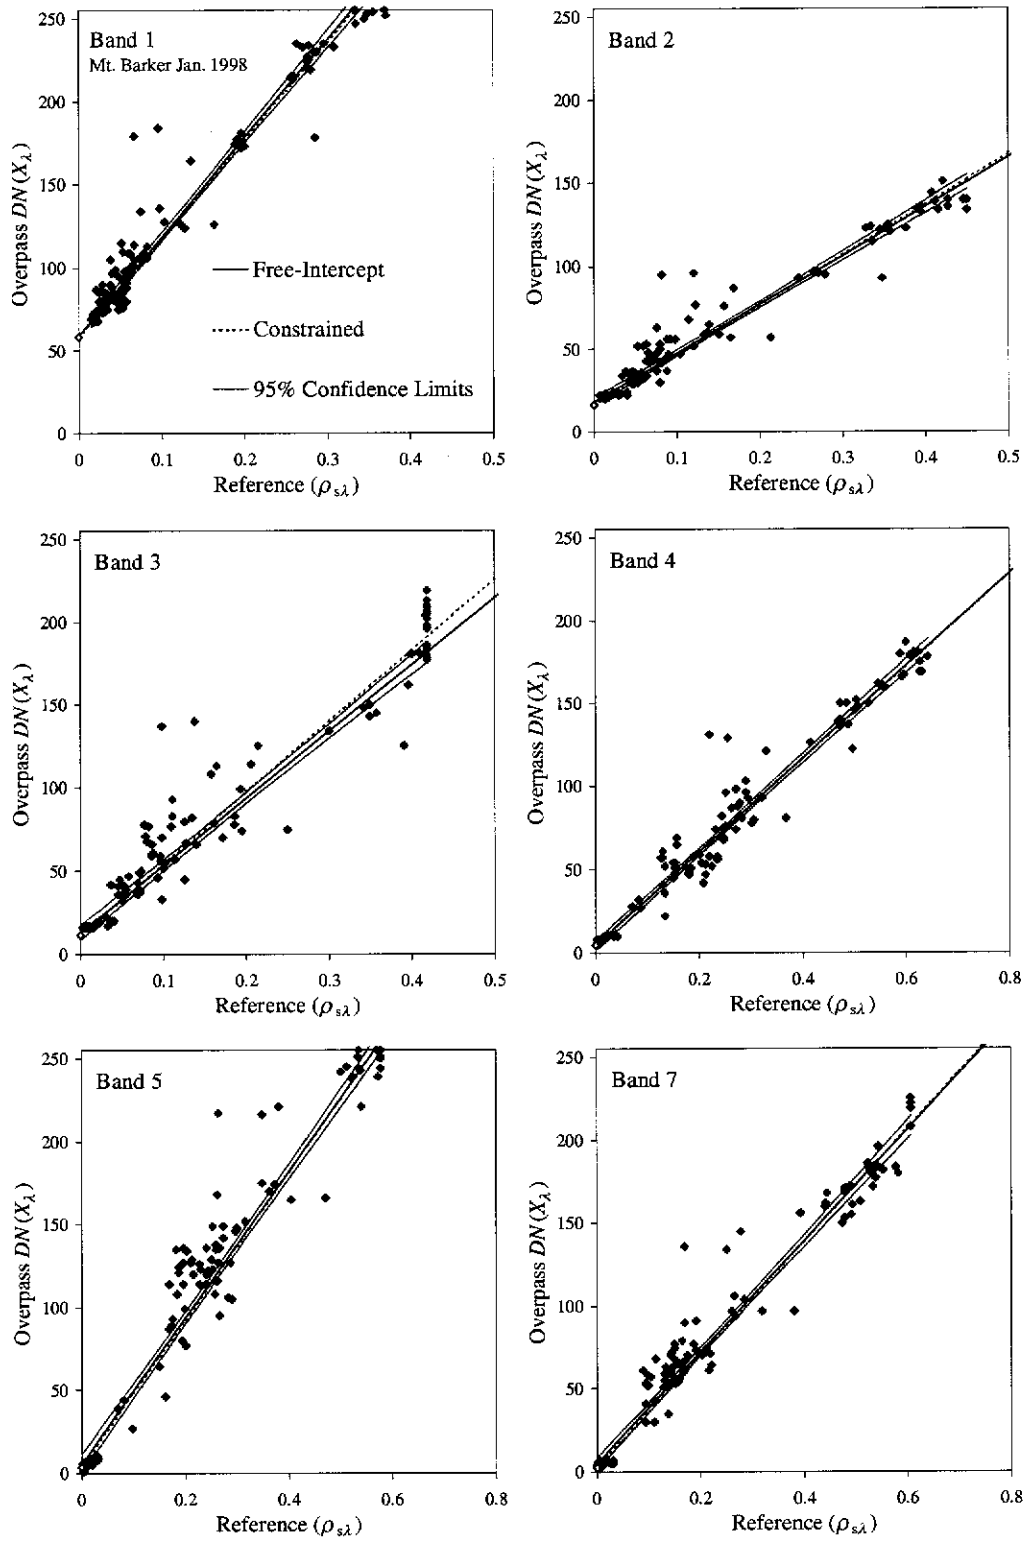 Band 1
Mt. Barker Jan. 1998
Overpass DN(Xλ)
250
200
150
100
50
0
Free-Intercept
Constrained
95% Confidence Limits
0 0.1 0.2 0.3 0.4 0.5
Reference (ρsλ)
Band 2
Overpass DN(Xλ)
250
200
150
100
50
0
0 0.1 0.2 0.3 0.4 0.5
Reference (ρsλ)
Band 3
Overpass DN(Xλ)
250
200
150
100
50
0
0 0.1 0.2 0.3 0.4 0.5
Reference (ρsλ)
Band 4
Overpass DN(Xλ)
250
200
150
100
50
0
0 0.2 0.4 0.6 0.8
Reference (ρsλ)
Band 5
Overpass DN(Xλ)
250
200
150
100
50
0
0 0.2 0.4 0.6 0.8
Reference (ρsλ)
Band 7
Overpass DN(Xλ)
250
200
150
100
50
0
0 0.2 0.4 0.6 0.8
Reference (ρsλ)